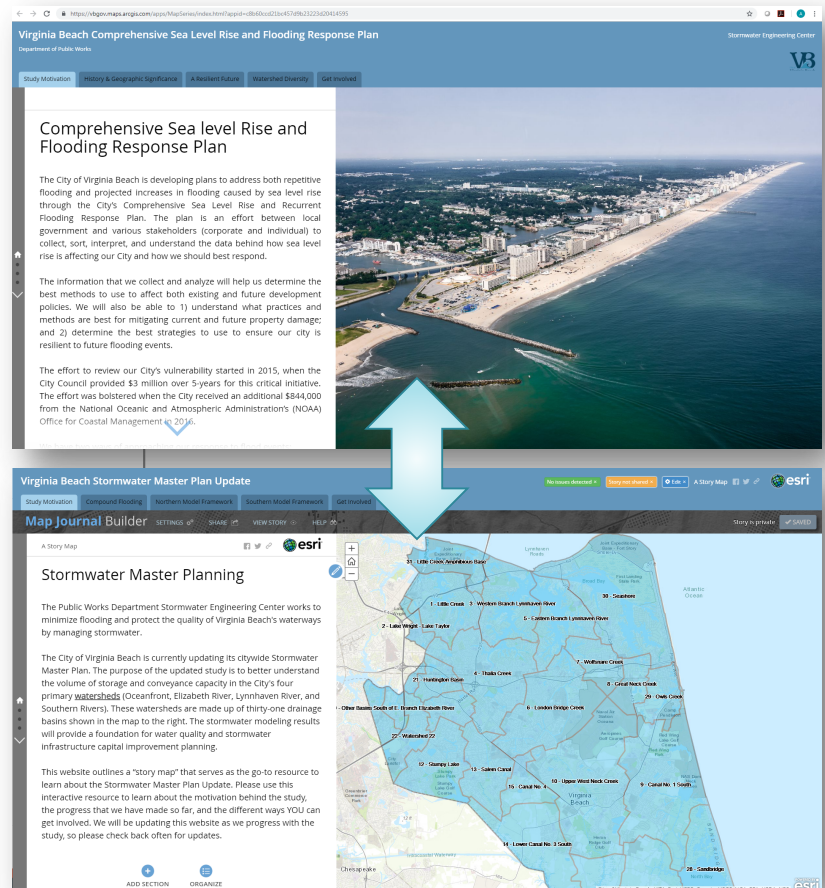 https://vbgov.maps.arcgis.com/apps/MapSeries/index.html?appid=c8b60ccd21bc457d9b23223d20414595
Virginia Beach Comprehensive Sea Level Rise and Flooding Response Plan
Stormwater Engineering Center
Department of Public Works
VB
Study Motivation
History & Geographic Significance
A Resilient Future
Watershed Diversity
Get Involved
Comprehensive Sea level Rise and
Flooding Response Plan
The City of Virginia Beach is developing plans to address both repetitive
flooding and projected increases in flooding caused by sea level rise
through the City's Comprehensive Sea Level Rise and Recurrent
Flooding Response Plan. The plan is an effort between local
government and various stakeholders (corporate and individual) to
collect, sort, interpret, and understand the data behind how sea level
rise is affecting our City and how we should best respond.
The information that we collect and analyze will help us determine the
best methods to use to affect both existing and future development
policies. We will also be able to 1) understand what practices and
methods are best for mitigating current and future property damage;
and 2) determine the best strategies to use to ensure our city is
resilient to future flooding events.
The effort to review our City's vulnerability started in 2015, when the
City Council provided $3 million over 5-years for this critical initiative.
The effort was bolstered when the City received an additional $844,000
from the National Oceanic and Atmospheric Administration's (NOAA)
Office for Coastal Management in 2016.
Virginia Beach Stormwater Master Plan Update
No issues detected
Story not shared
Edit
A Story Map
esri
Study Motivation
Compound Flooding
Northern Model Framework
Southern Model Framework
Get Involved
Map Journal Builder
SETTINGS
SHARE
VIEW STORY
HELP
Story is private
SAVED
A Story Map
esri
Stormwater Master Planning
The Public Works Department Stormwater Engineering Center works to
minimize flooding and protect the quality of Virginia Beach's waterways
by managing stormwater.
The City of Virginia Beach is currently updating its citywide Stormwater
Master Plan. The purpose of the updated study is to better understand
the volume of storage and conveyance capacity in the City's four
primary watersheds (Oceanfront, Elizabeth River, Lynnhaven River, and
Southern Rivers). These watersheds are made up of thirty-one drainage
basins shown in the map to the right. The stormwater modeling results
will provide a foundation for water quality and stormwater
infrastructure capital improvement planning.
This website outlines a "story map" that serves as the go-to resource to
learn about the Stormwater Master Plan Update. Please use this
interactive resource to learn about the motivation behind the study,
the progress that we have made so far, and the different ways YOU can
get involved. We will be updating this website as we progress with the
study, so please check back often for updates.
ADD SECTION
ORGANIZE
Lynnhaven
Roads
31 - Little Creek Amphibious Base
Atlantic
Ocean
30 - Seashore
1 - Little Creek
3 - Western Branch Lynnhaven River
5 - Eastern Branch Lynnhaven River
2 - Lake Wright - Lake Taylor
7 - Wolfsnare Creek
4 - Thalia Creek
21 - Huntington Basin
8 - Great Neck Creek
29 - Owls Creek
Other Basins South of E. Branch Elizabeth River
6 - London Bridge Creek
22 - Watershed 22
12 - Stumpy Lake
13 - Salem Canal
10 - Upper West Neck Creek
15 - Canal No. 4
9 - Canal No. 1 South
Virginia
Beach
14 - Lower Canal No. 3 South
Chesapeake
28 - Sandbridge
esri